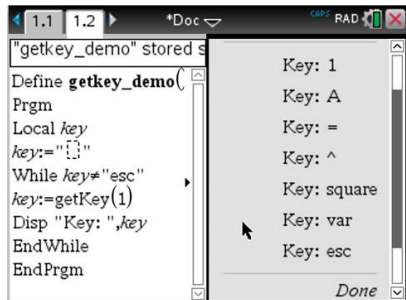 1.1 1.2 *Doc CAPS RAD
"getkey_demo" stored s
Define getkey_demo(
Prgm
Local key
key:=" "
While key≠"esc"
key:=getKey(1)
Disp "Key: ",key
EndWhile
EndPrgm
Key: 1
Key: A
Key: =
Key: ^
Key: square
Key: var
Key: esc
Done